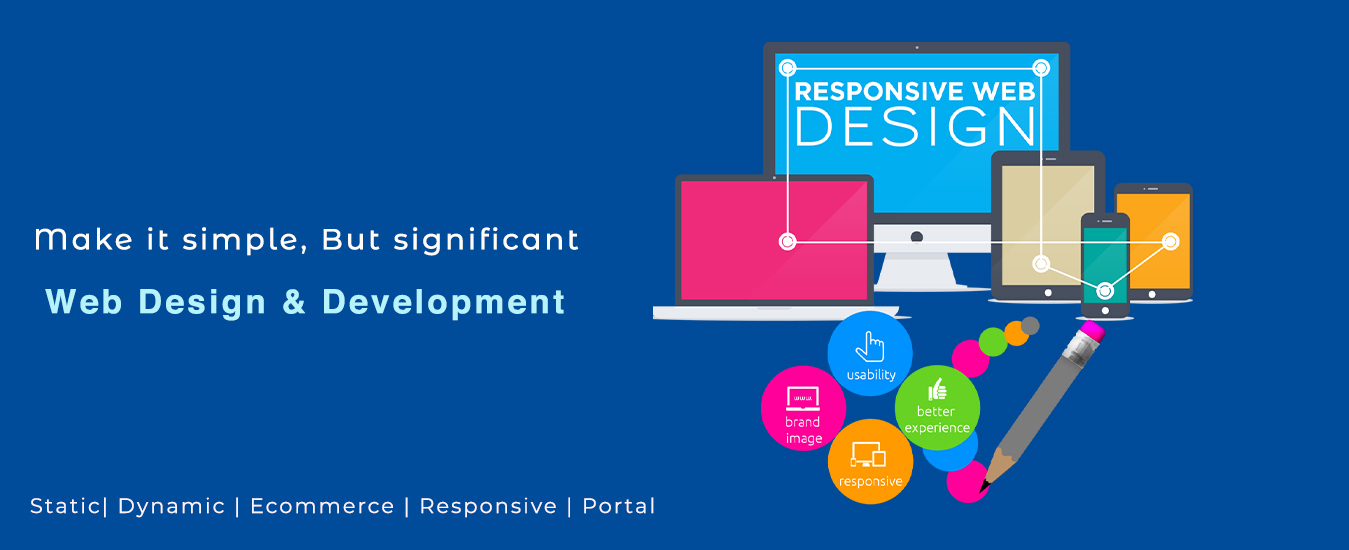 Make it simple, But significant
Web Design & Development
Static| Dynamic | Ecommerce | Responsive | Portal
RESPONSIVE WEB
DESIGN
usability
www
brand
image
better
experience
responsive